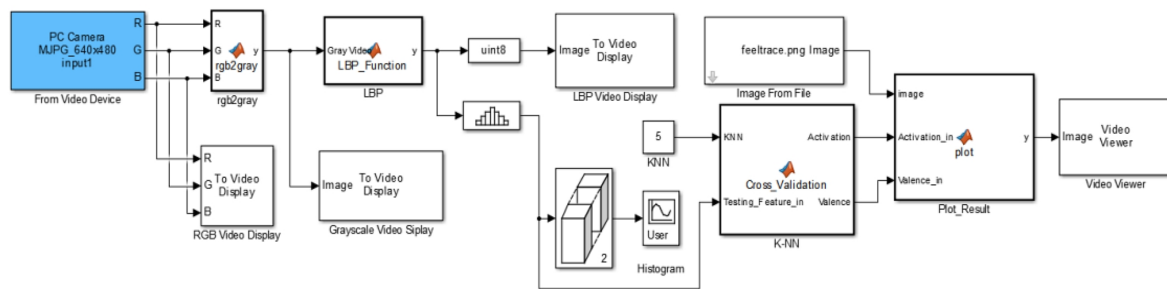 PC Camera
MJPG_640x480
input1
R
G
B
From Video Device
R
G
B
rgb2gray
y
rgb2gray
Gray Video
LBP_Function
y
LBP
uint8
Image
To Video
Display
LBP Video Display
feeltrace.png Image
Image From File
R
G
B
To Video
Display
RGB Video Display
Image
To Video
Display
Grayscale Video Siplay
2
User
Histogram
5
KNN
KNN
Testing_Feature_in
Cross_Validation
Activation
Valence
K-NN
image
Activation_in
Valence_in
plot
y
Plot_Result
Image
Video
Viewer
Video Viewer